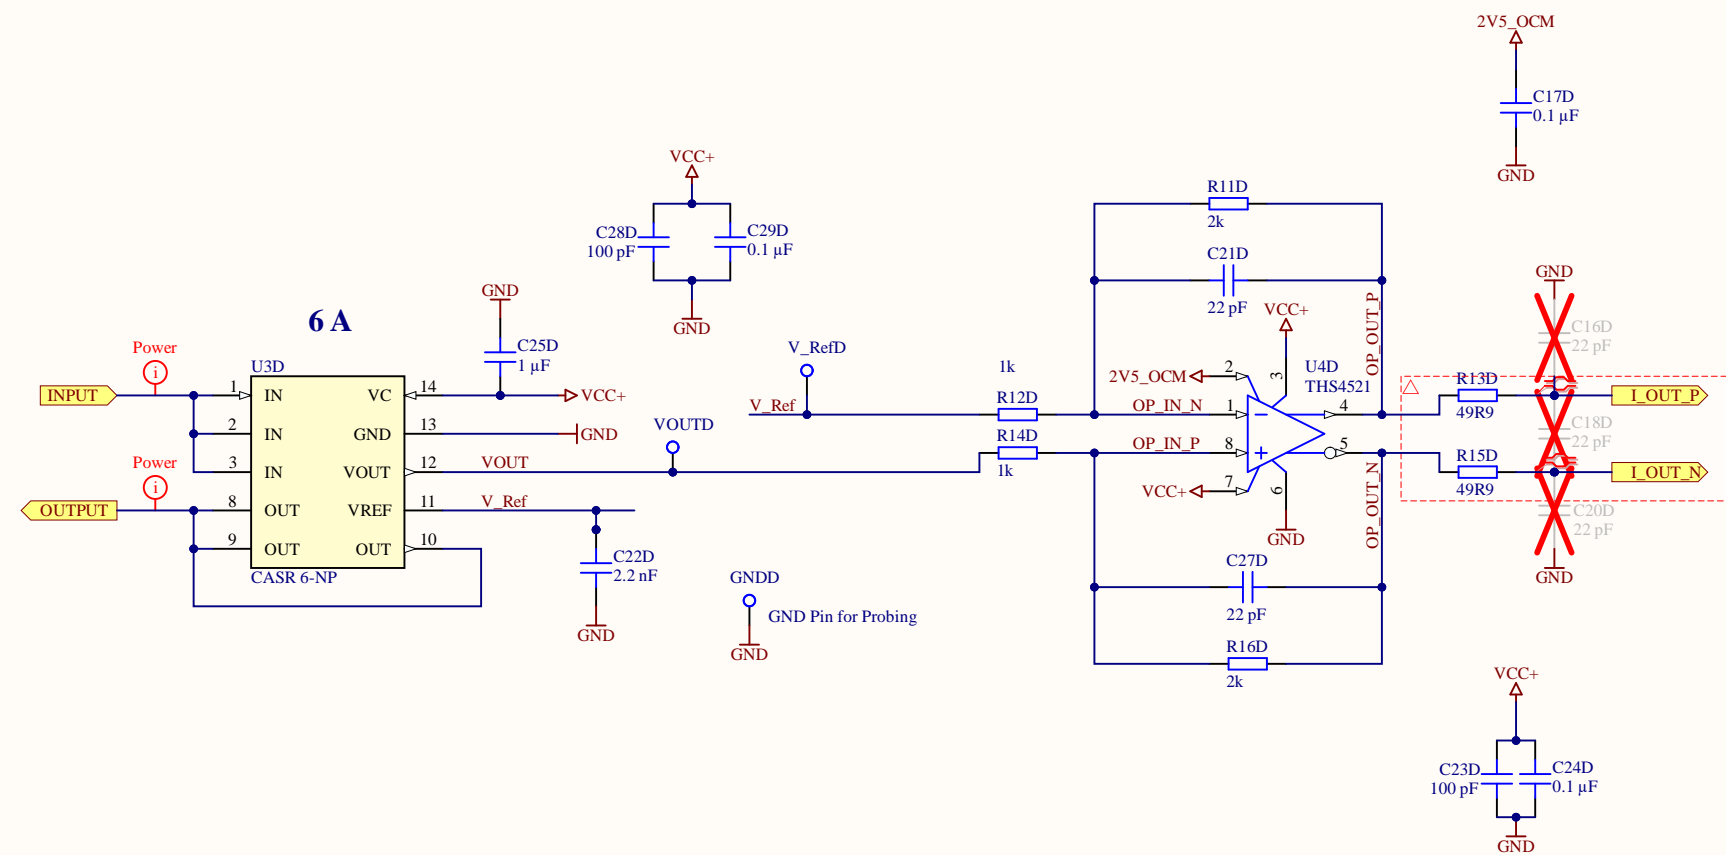 2V5_OCM
C17D
0.1 µF
GND
VCC+
C28D
100 pF
C29D
0.1 µF
GND
R11D
2k
C21D
22 pF
GND
6 A
C25D
1 µF
Power
i
INPUT
U3D
1 IN VC 14
VCC+
2 IN GND 13
GND
3 IN VOUT 12
VOUT
VOUTD
Power
i
OUTPUT
8 OUT VREF 11
V_Ref
9 OUT OUT 10
CASR 6-NP
C22D
2.2 nF
GND
V_RefD
V_Ref
1k
R12D
R14D
1k
GNDD
GND Pin for Probing
GND
VCC+
3
U4D
THS4521
2V5_OCM
2
OP_IN_N
1
4
OP_IN_P
8
5
VCC+
7
6
GND
OP_OUT_P
OP_OUT_N
C27D
22 pF
R16D
2k
GND
C16D
22 pF
R13D
49R9
I_OUT_P
C18D
22 pF
R15D
49R9
I_OUT_N
C20D
22 pF
GND
VCC+
C23D
100 pF
C24D
0.1 µF
GND